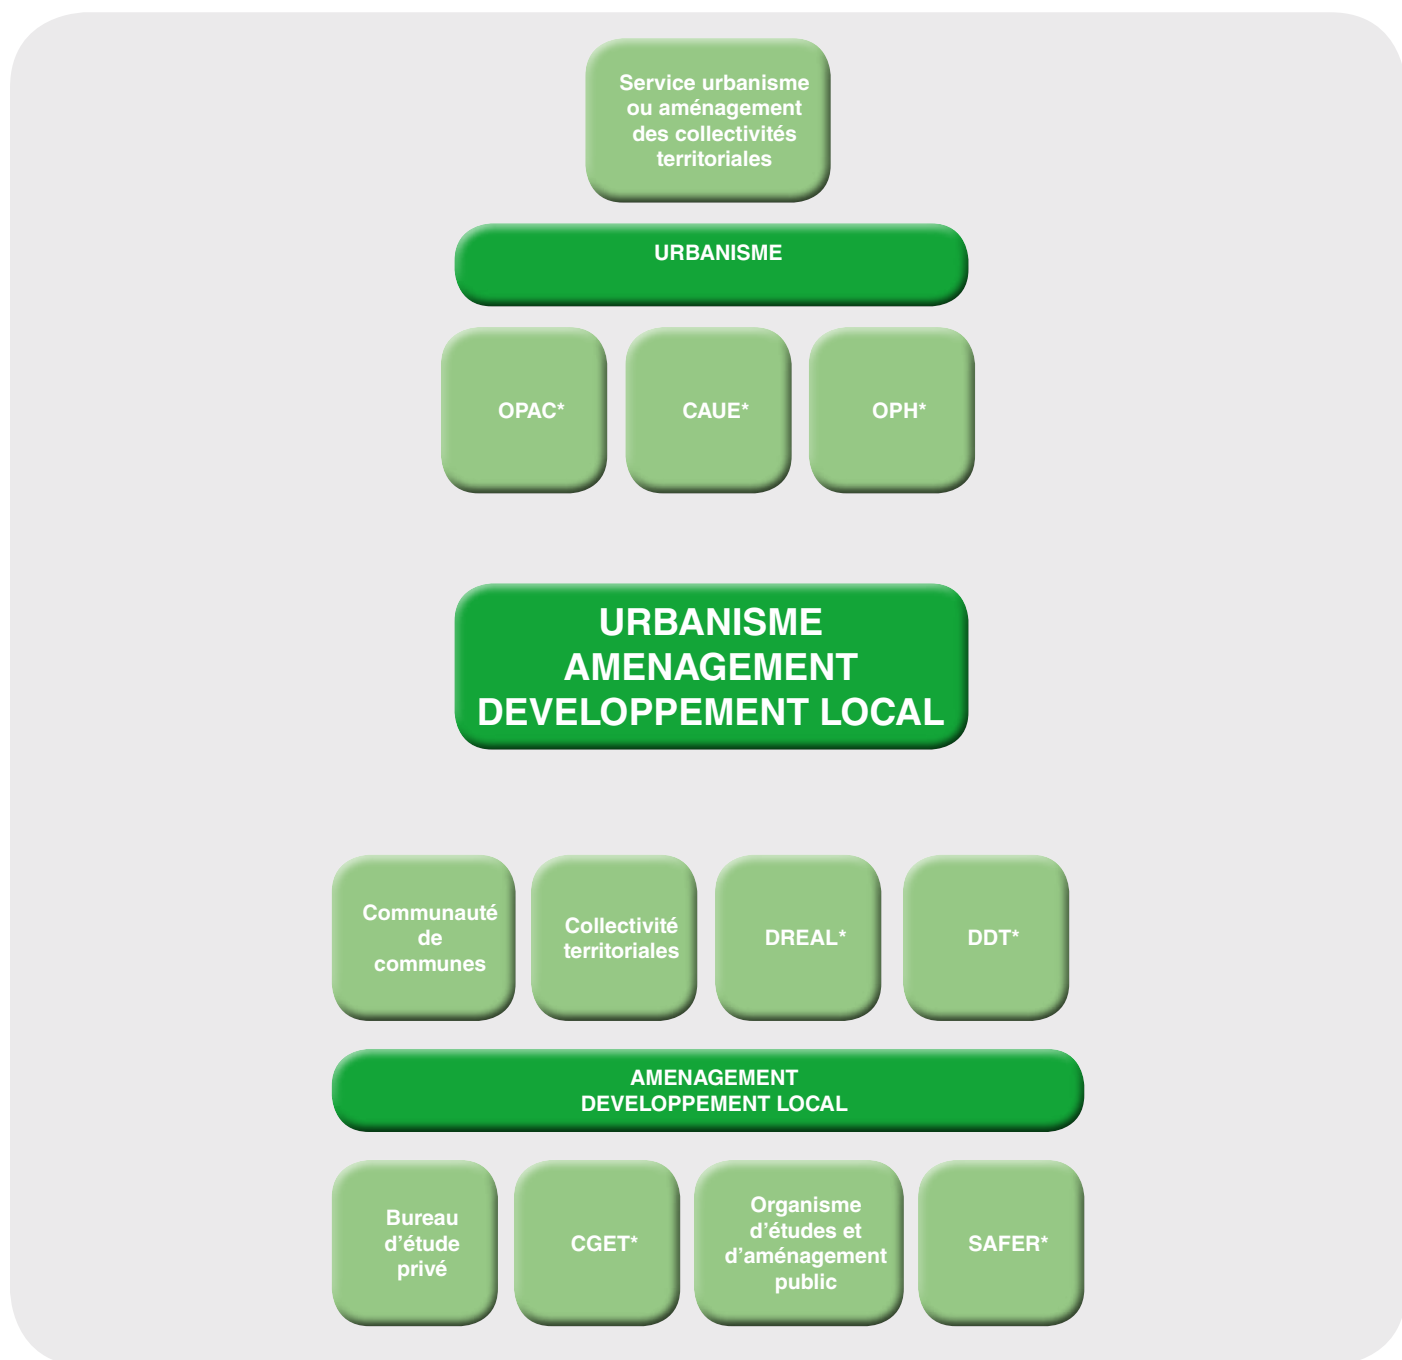 Service urbanisme
ou aménagement
des collectivités
territoriales
URBANISME
OPAC*
CAUE*
OPH*
URBANISME
AMENAGEMENT
DEVELOPPEMENT LOCAL
Communauté
de
communes
Collectivité
territoriales
DREAL*
DDT*
AMENAGEMENT
DEVELOPPEMENT LOCAL
Bureau
d’étude
privé
CGET*
Organisme
d’études et
d’aménagement
public
SAFER*